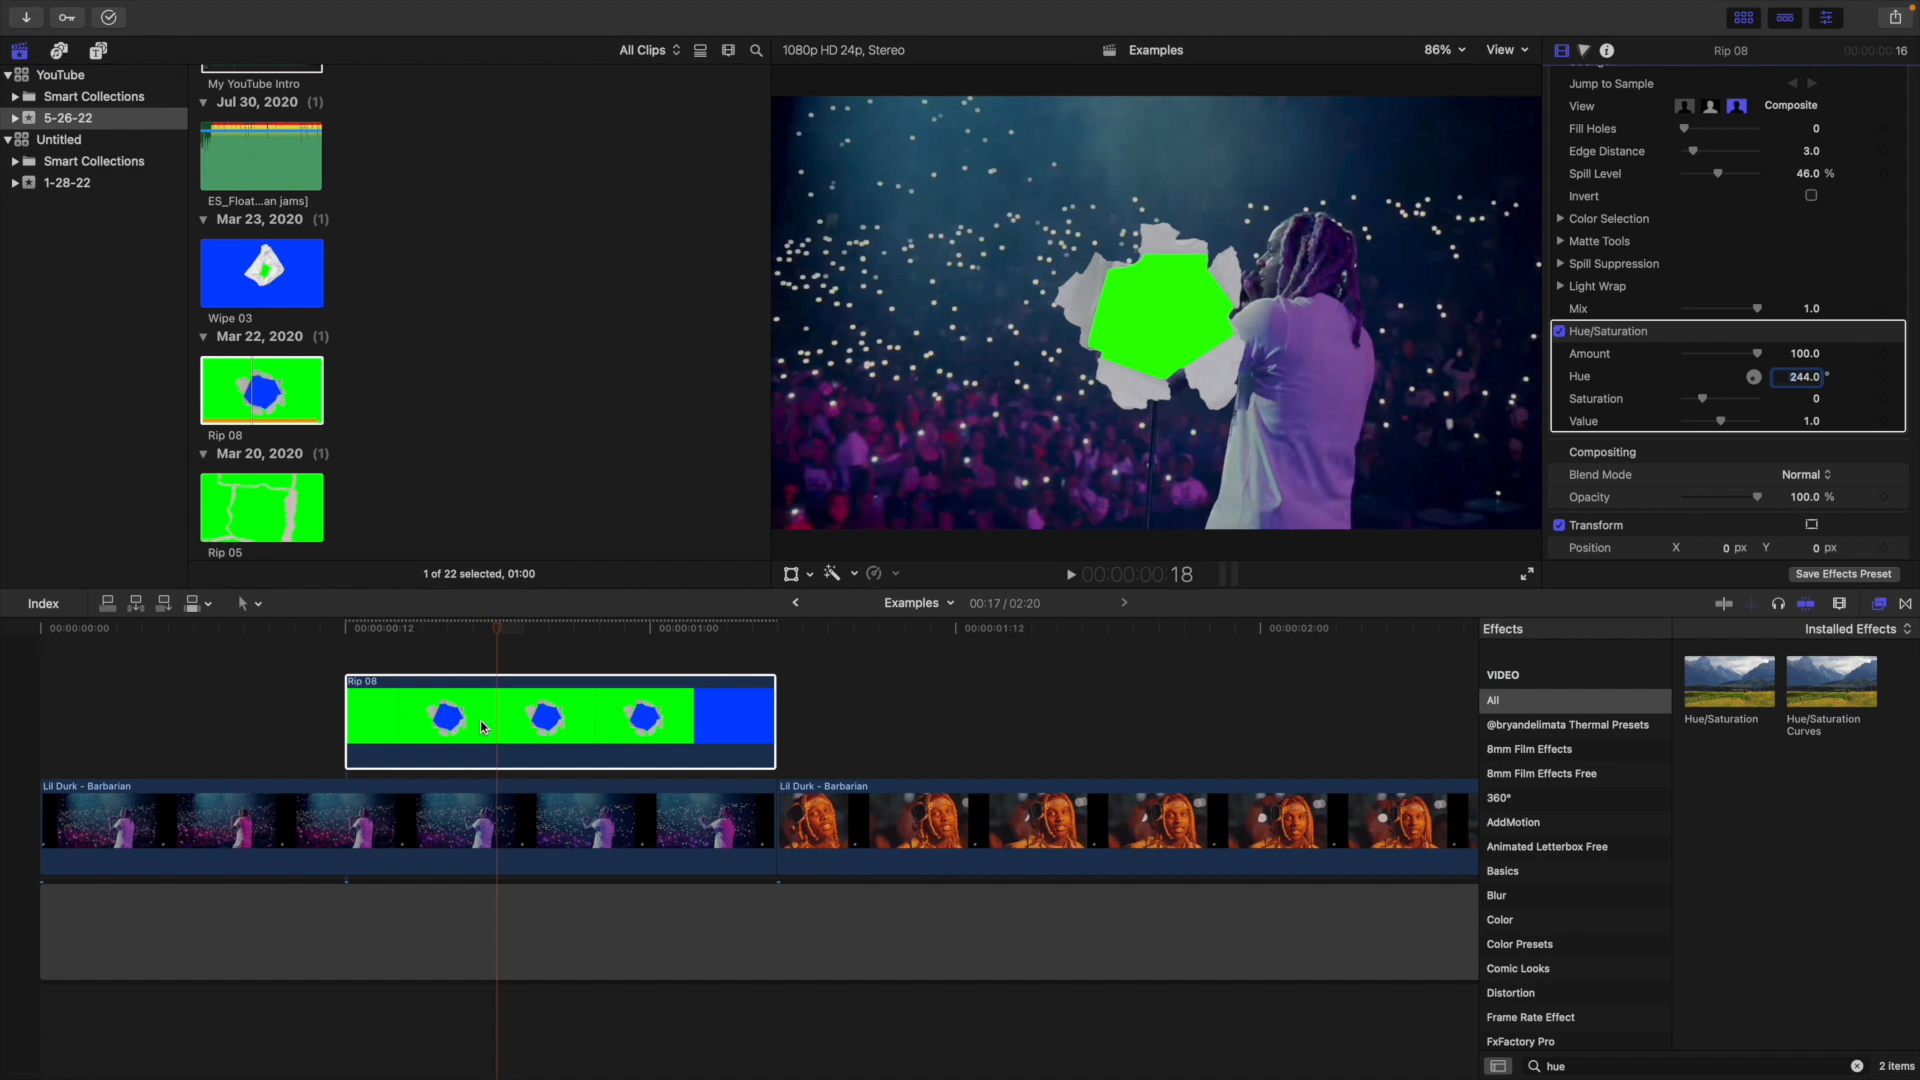 All Clips
1080p HD 24p, Stereo
Examples
86%
View
Rip 08
00:00:00:16
YouTube
Smart Collections
5-26-22
Untitled
Smart Collections
1-28-22
My YouTube Intro
Jul 30, 2020 (1)
ES_Float...an jams]
Mar 23, 2020 (1)
Wipe 03
Mar 22, 2020 (1)
Rip 08
Mar 20, 2020 (1)
Rip 05
1 of 22 selected, 01:00
00:00:00:18
Jump to Sample
View Composite
Fill Holes 0
Edge Distance 3.0
Spill Level 46.0 %
Invert
Color Selection
Matte Tools
Spill Suppression
Light Wrap
Mix 1.0
Hue/Saturation
Amount 100.0
Hue 244.0 °
Saturation 0
Value 1.0
Compositing
Blend Mode Normal
Opacity 100.0 %
Transform
Position X 0 px Y 0 px
Save Effects Preset
Index
Examples
00:17 / 02:20
00:00:00:00
00:00:00:12
00:00:01:00
00:00:01:12
00:00:02:00
Rip 08
Lil Durk - Barbarian
Lil Durk - Barbarian
Effects
Installed Effects
VIDEO
All
@bryandelimata Thermal Presets
8mm Film Effects
8mm Film Effects Free
360°
AddMotion
Animated Letterbox Free
Basics
Blur
Color
Color Presets
Comic Looks
Distortion
Frame Rate Effect
FxFactory Pro
Hue/Saturation
Hue/Saturation
Curves
hue
2 items